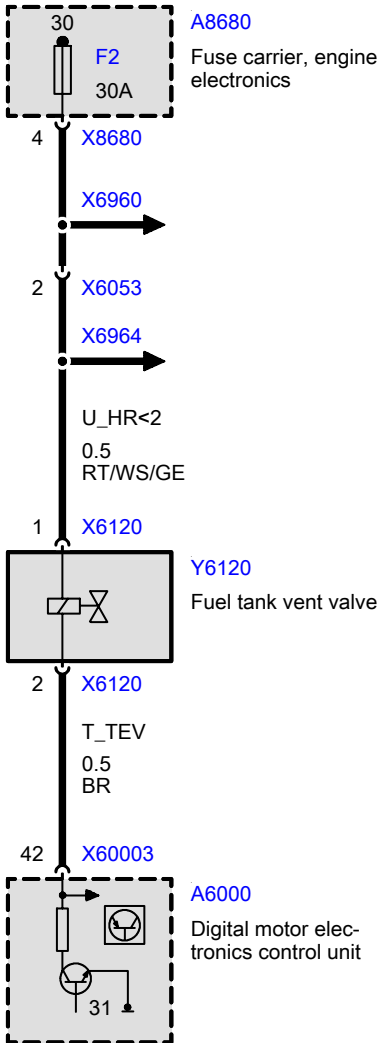 30
A8680
F2
Fuse carrier, engine
electronics
30A
4 X8680
X6960
2 X6053
X6964
U_HR<2
0.5
RT/WS/GE
1 X6120
Y6120
Fuel tank vent valve
2 X6120
T_TEV
0.5
BR
42 X60003
A6000
Digital motor elec-
tronics control unit
31